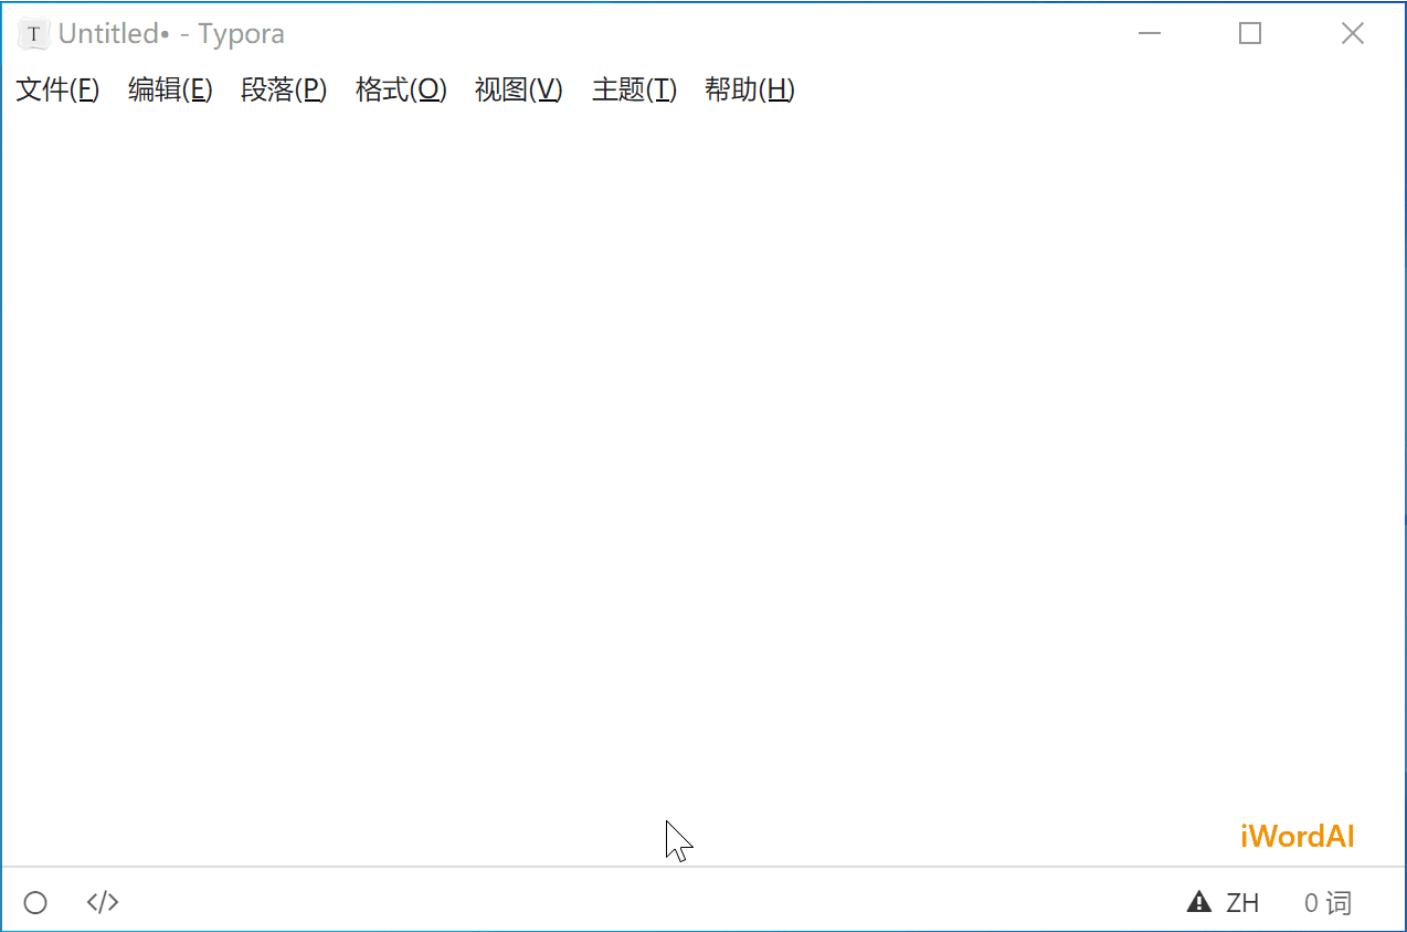 T Untitled• - Typora
文件(F) 编辑(E) 段落(P) 格式(O) 视图(V) 主题(T) 帮助(H)
iWordAI
</> ZH 0 词